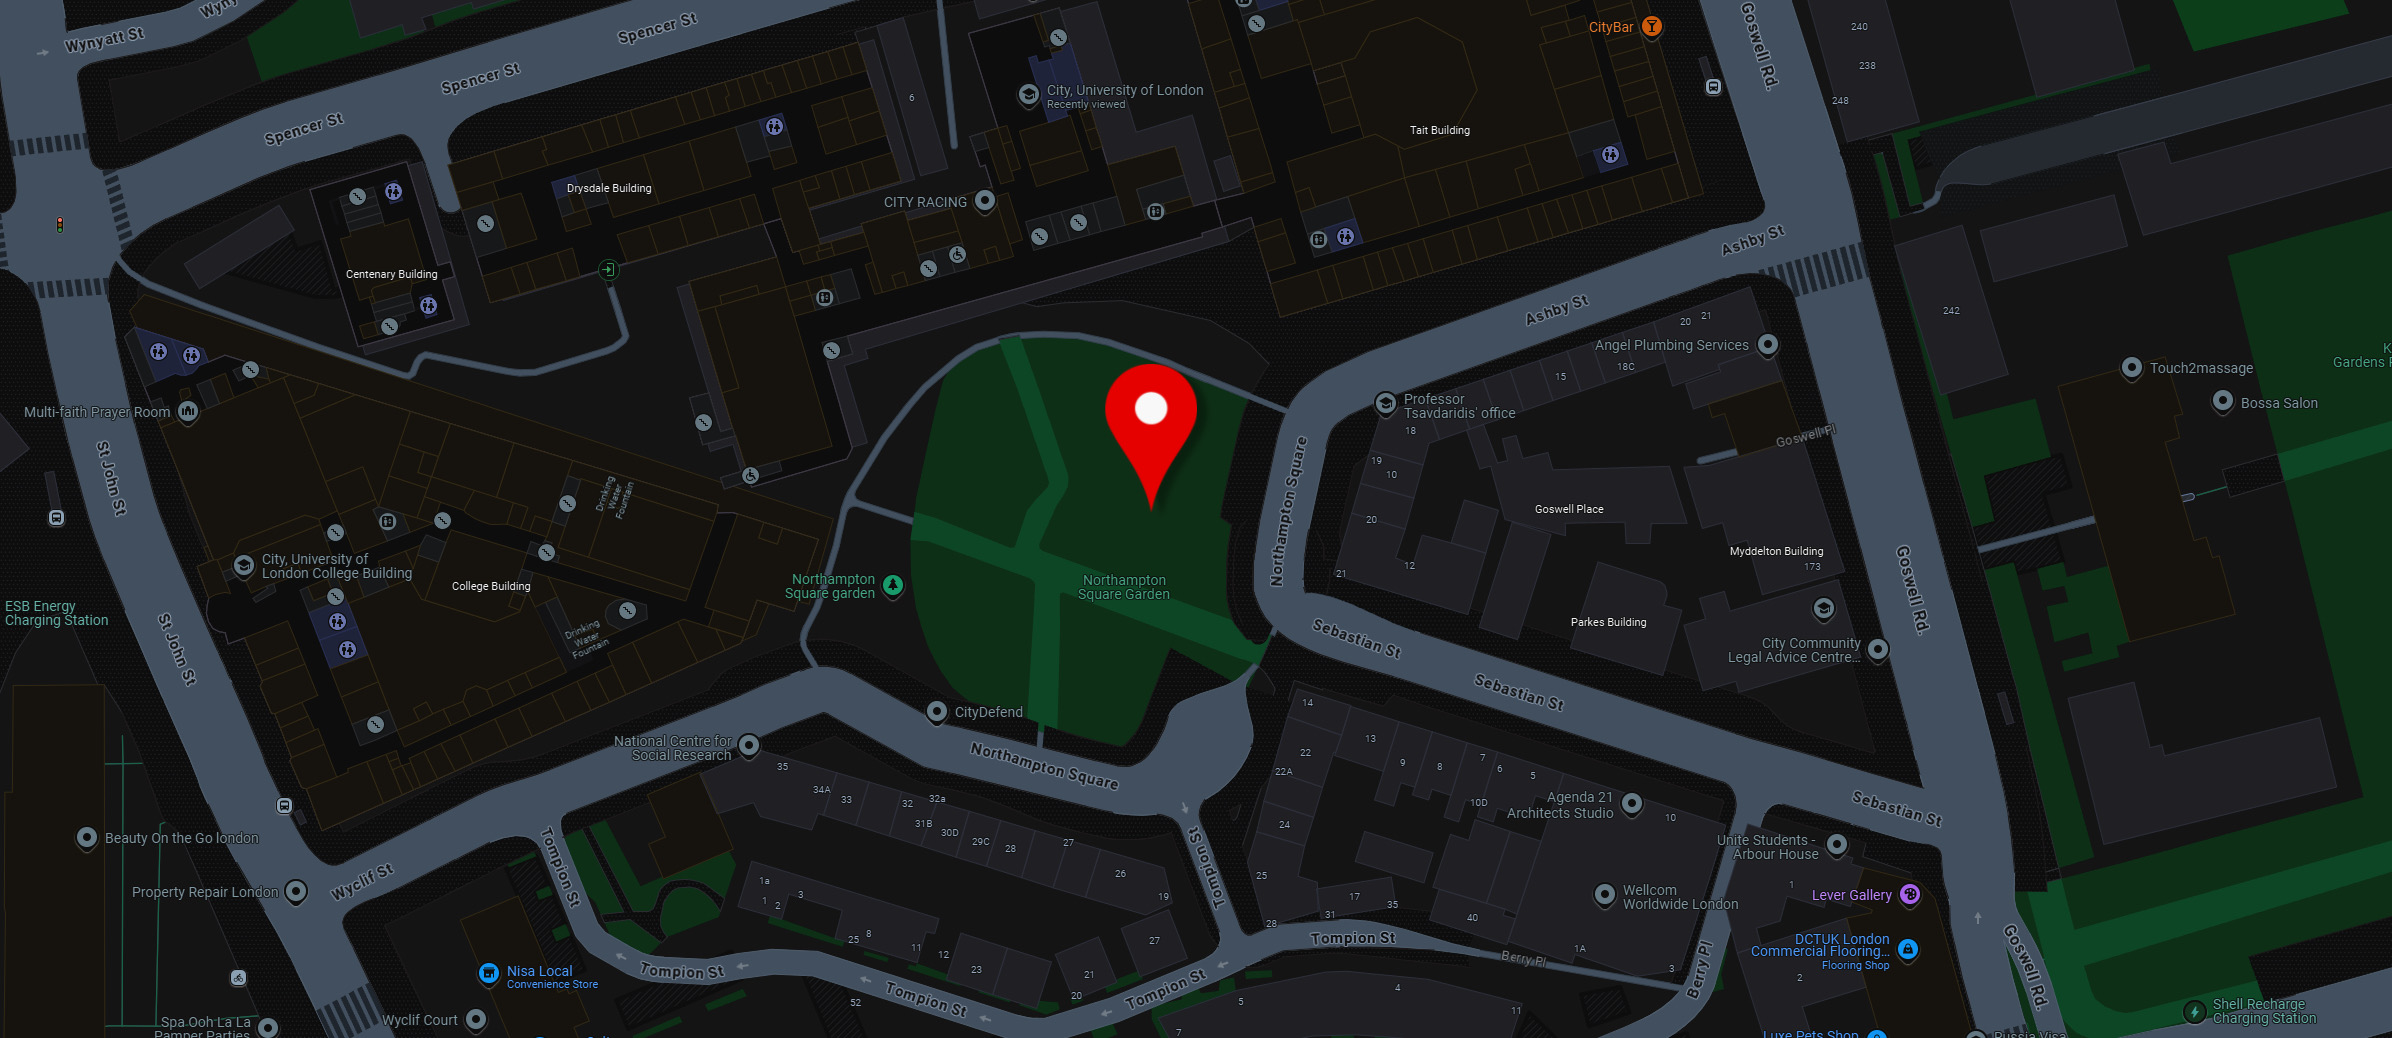 Wynyatt St
Wyny
Spencer St
Spencer St
Spencer St
Goswell Rd.
CityBar
240
238
248
6
City, University of London
Recently viewed
Tait Building
Drysdale Building
CITY RACING
Centenary Building
Ashby St
Ashby St
242
20
21
Angel Plumbing Services
18C
15
Touch2massage
Bossa Salon
K
Gardens P
Multi-faith Prayer Room
Professor
Tsavdaridis' office
18
19
10
20
12
21
Goswell Pl
Goswell Place
Myddelton Building
173
Parkes Building
City Community
Legal Advice Centre...
St John St
St John St
Drinking
Water
Fountain
City, University of
London College Building
College Building
Drinking
Water
Fountain
ESB Energy
Charging Station
Northampton
Square garden
Northampton
Square Garden
Northampton Square
Goswell Rd.
Sebastian St
Sebastian St
Sebastian St
CityDefend
National Centre for
Social Research
Northampton Square
14
22
22A
24
25
28
13
9
8
7
6
5
10D
10
Agenda 21
Architects Studio
Unite Students -
Arbour House
1
Lever Gallery
Wellcom
Worldwide London
DCTUK London
Commercial Flooring...
Flooring Shop
2
35
34A
33
32
32a
31B
30D
29C
28
27
26
19
1a
1
2
3
25
8
11
12
23
21
20
27
17
31
35
40
1A
3
Beauty On the Go london
Property Repair London
Wyclif St
Tompion St
Tompion St
Tompion St
Tompion St
Tompion St
Tompion St
Berry Pl
Berry Pl
Goswell Rd.
Nisa Local
Convenience Store
Wyclif Court
Spa Ooh La La
Pamper Parties
52
5
4
7
11
Luxe Pets Shop
Russia Visa
Shell Recharge
Charging Station